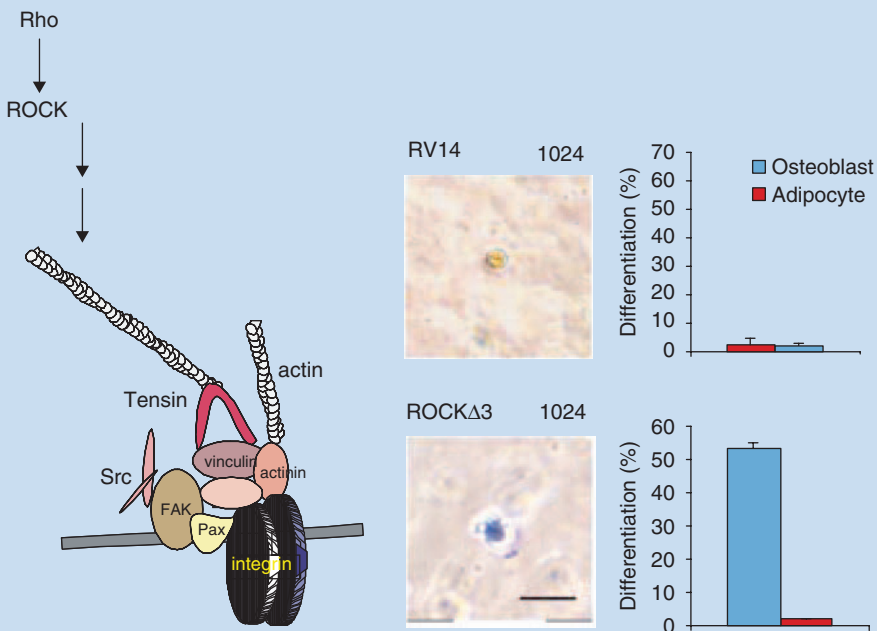 Rho
ROCK
Tensin
actin
vinculin
actinin
Src
FAK
Pax
integrin
RV14 1024
Differentiation (%)
70
60
50
40
30
20
10
0
Osteoblast
Adipocyte
ROCKΔ3 1024
Differentiation (%)
60
50
40
30
20
10
0